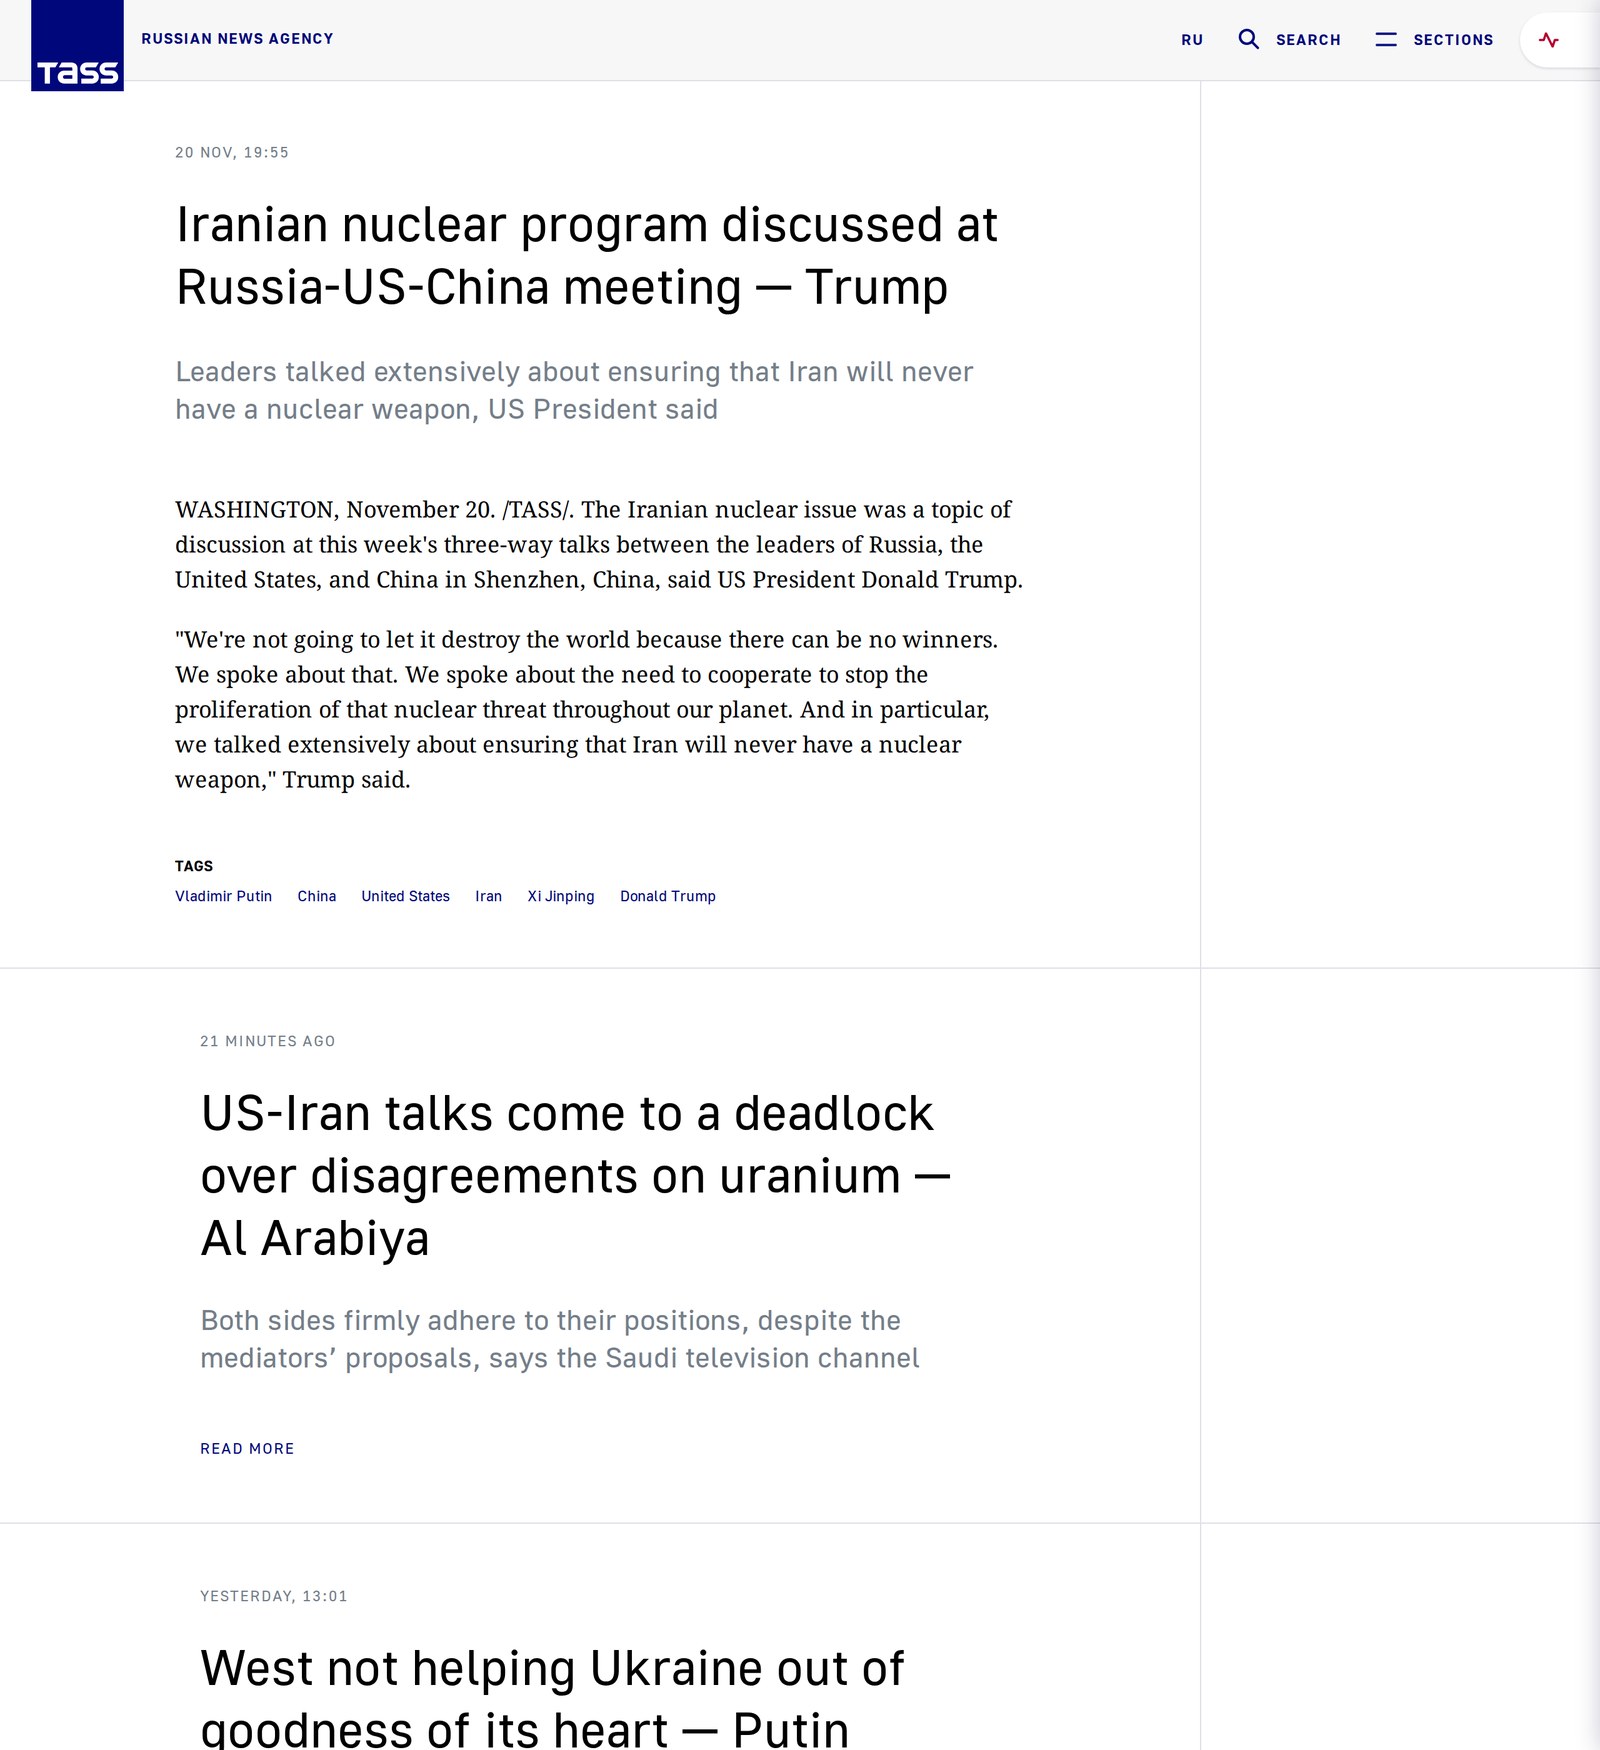 TASS
RUSSIAN NEWS AGENCY
RU
SEARCH
SECTIONS
20 NOV, 19:55
Iranian nuclear program discussed at
Russia-US-China meeting — Trump
Leaders talked extensively about ensuring that Iran will never
have a nuclear weapon, US President said
WASHINGTON, November 20. /TASS/. The Iranian nuclear issue was a topic of
discussion at this week's three-way talks between the leaders of Russia, the
United States, and China in Shenzhen, China, said US President Donald Trump.
"We're not going to let it destroy the world because there can be no winners.
We spoke about that. We spoke about the need to cooperate to stop the
proliferation of that nuclear threat throughout our planet. And in particular,
we talked extensively about ensuring that Iran will never have a nuclear
weapon," Trump said.
TAGS
Vladimir Putin China United States Iran Xi Jinping Donald Trump
21 MINUTES AGO
US-Iran talks come to a deadlock
over disagreements on uranium —
Al Arabiya
Both sides firmly adhere to their positions, despite the
mediators’ proposals, says the Saudi television channel
READ MORE
YESTERDAY, 13:01
West not helping Ukraine out of
goodness of its heart — Putin